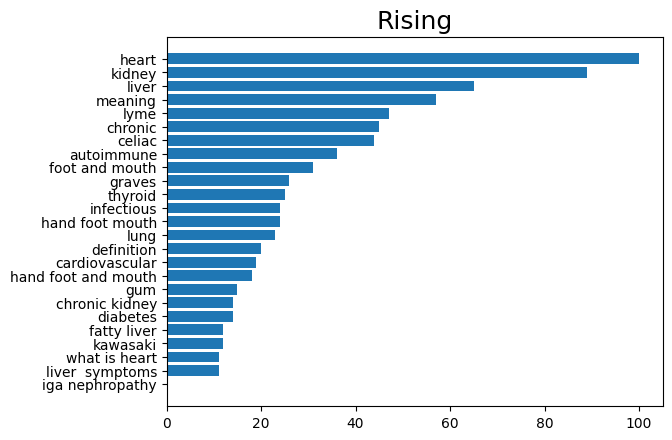 Rising
heart
kidney
liver
meaning
lyme
chronic
celiac
autoimmune
foot and mouth
graves
thyroid
infectious
hand foot mouth
lung
definition
cardiovascular
hand foot and mouth
gum
chronic kidney
diabetes
fatty liver
kawasaki
what is heart
liver  symptoms
iga nephropathy
0 20 40 60 80 100